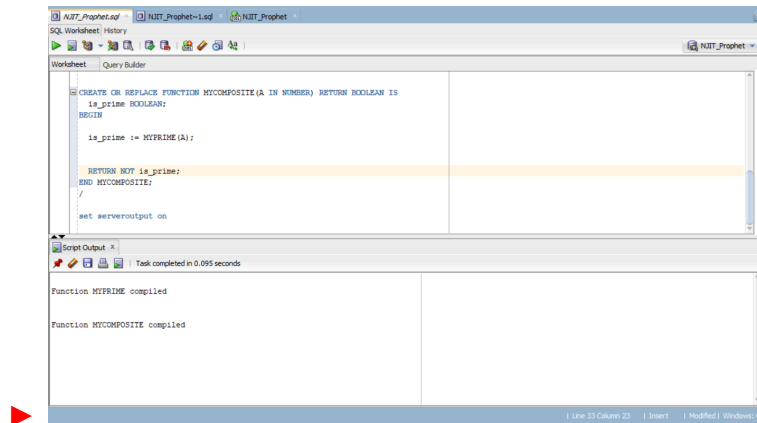 NJIT_Prophet.sql NJIT_Prophet~1.sql NJIT_Prophet
SQL Worksheet History
NJIT_Prophet
Worksheet Query Builder
CREATE OR REPLACE FUNCTION MYCOMPOSITE(A IN NUMBER) RETURN BOOLEAN IS
is_prime BOOLEAN;
BEGIN
is_prime := MYPRIME(A);
RETURN NOT is_prime;
END MYCOMPOSITE;
/
set serveroutput on
Script Output
Task completed in 0.095 seconds
Function MYPRIME compiled
Function MYCOMPOSITE compiled
| Line 33 Column 23 | Insert | Modified | Windows: